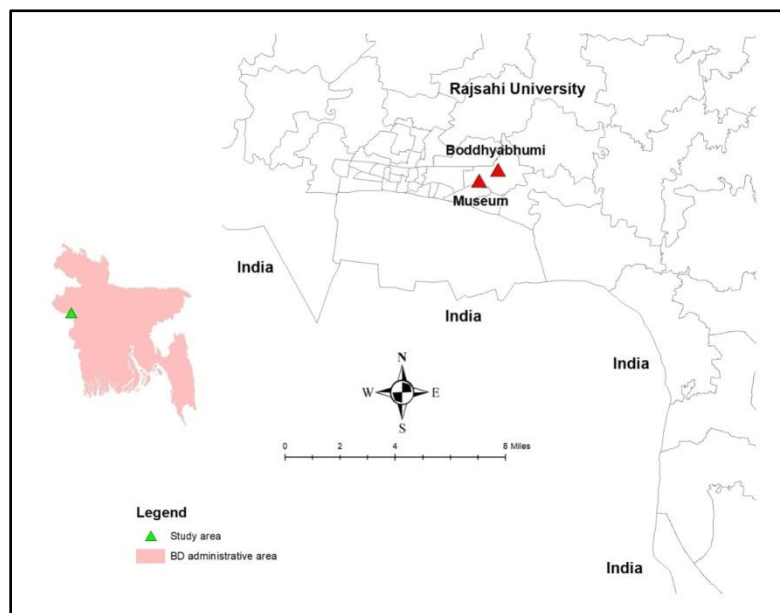 Rajsahi University
Boddhyabhumi
Museum
India
India
India
N
W E
S
0 2 4 8 Miles
Legend
Study area
BD administrative area
India